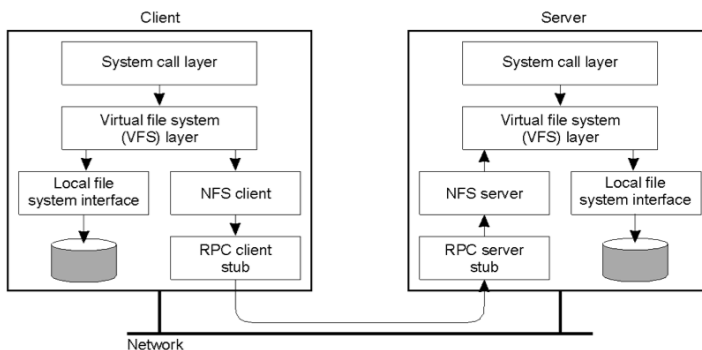 Client
Server
System call layer
System call layer
Virtual file system
(VFS) layer
Virtual file system
(VFS) layer
Local file
system interface
NFS client
NFS server
Local file
system interface
RPC client
stub
RPC server
stub
Network